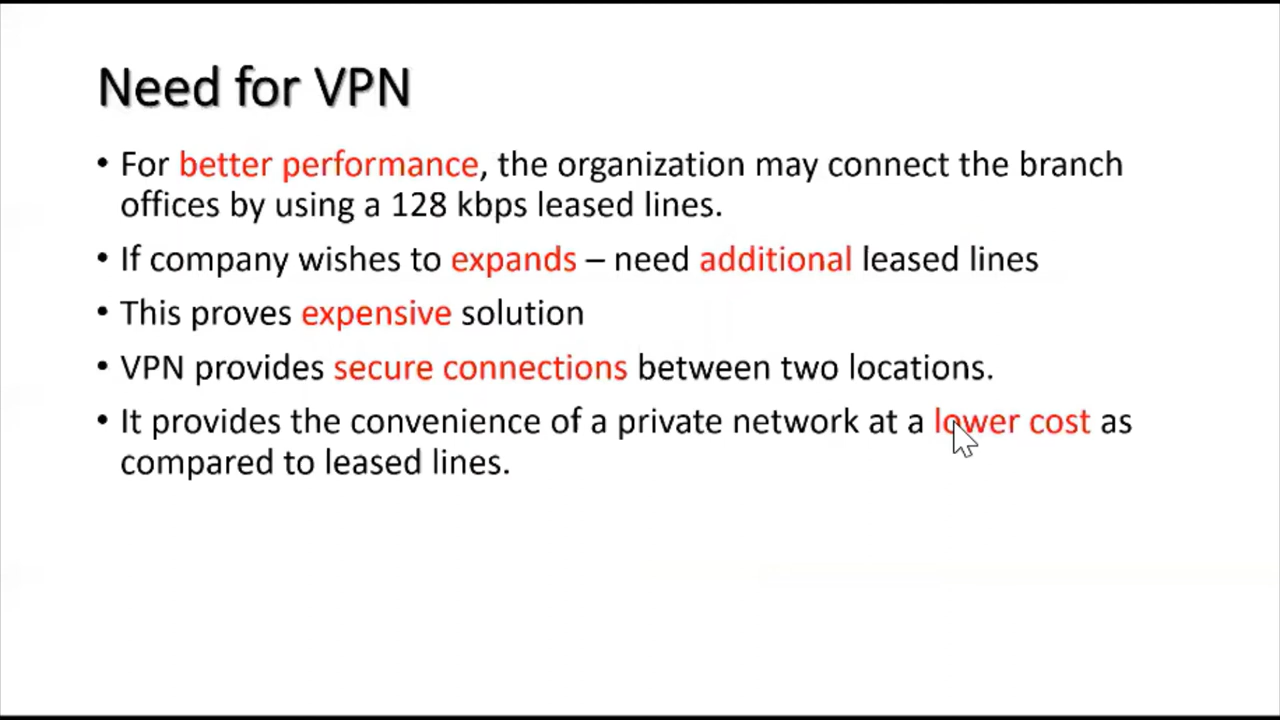 Need for VPN
• For better performance, the organization may connect the branch
offices by using a 128 kbps leased lines.
• If company wishes to expands – need additional leased lines
• This proves expensive solution
• VPN provides secure connections between two locations.
• It provides the convenience of a private network at a lower cost as
compared to leased lines.